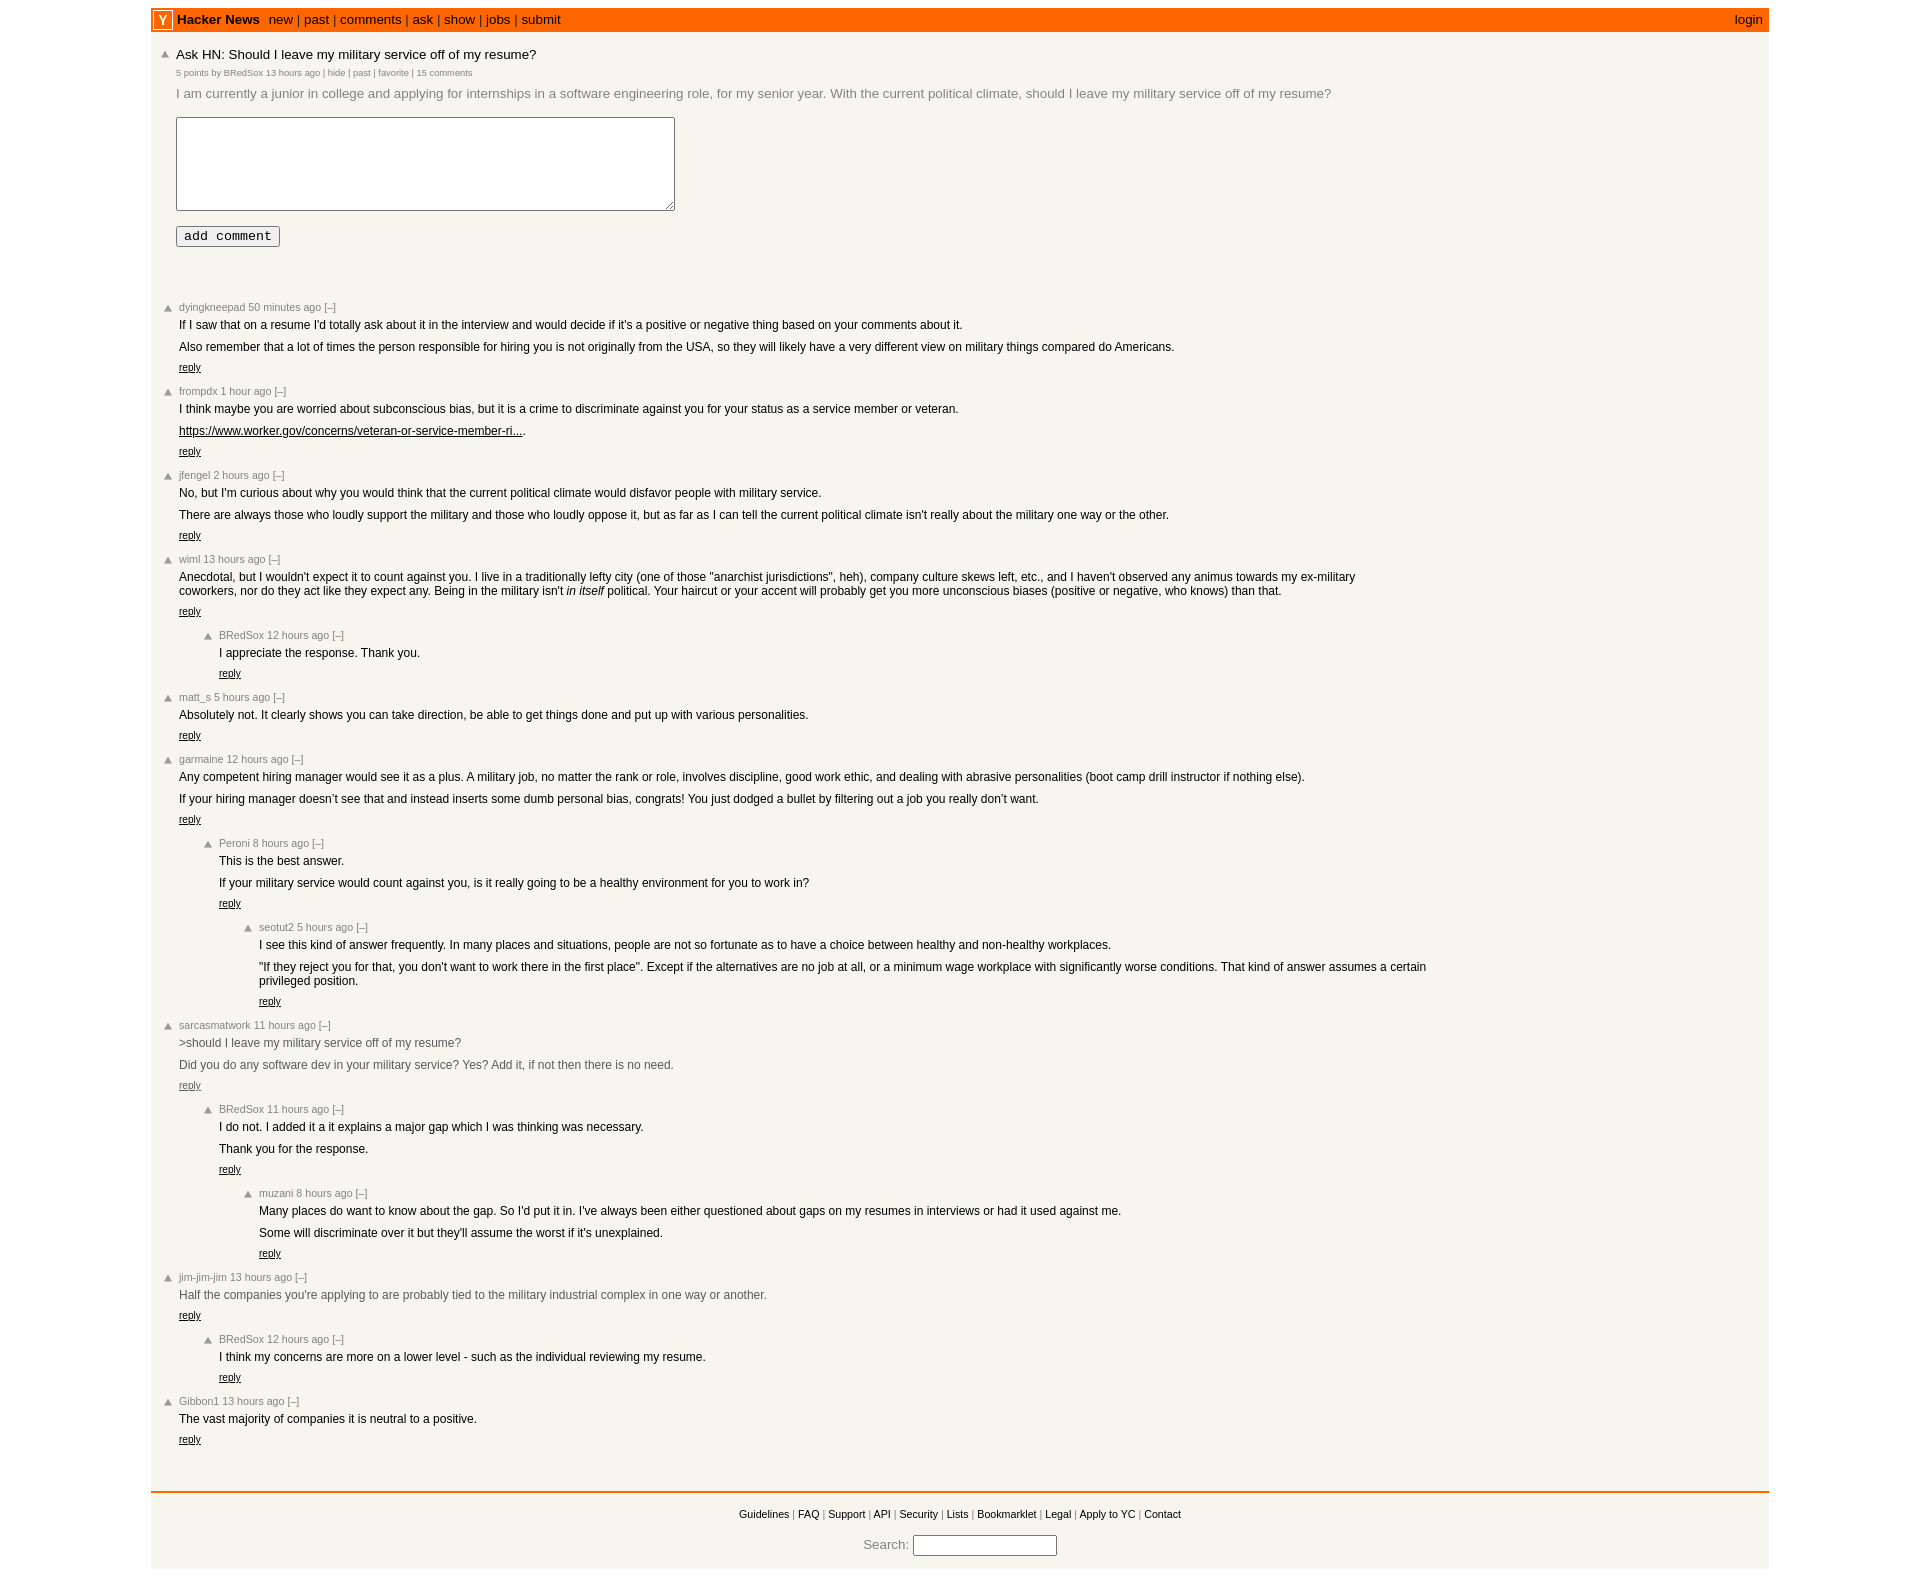 Y Hacker News new | past | comments | ask | show | jobs | submit login
Ask HN: Should I leave my military service off of my resume?
5 points by BRedSox 13 hours ago | hide | past | favorite | 15 comments
I am currently a junior in college and applying for internships in a software engineering role, for my senior year. With the current political climate, should I leave my military service off of my resume?
add comment
dyingkneepad 50 minutes ago [–]
If I saw that on a resume I'd totally ask about it in the interview and would decide if it's a positive or negative thing based on your comments about it.
Also remember that a lot of times the person responsible for hiring you is not originally from the USA, so they will likely have a very different view on military things compared do Americans.
reply
frompdx 1 hour ago [–]
I think maybe you are worried about subconscious bias, but it is a crime to discriminate against you for your status as a service member or veteran.
https://www.worker.gov/concerns/veteran-or-service-member-ri....
reply
jfengel 2 hours ago [–]
No, but I'm curious about why you would think that the current political climate would disfavor people with military service.
There are always those who loudly support the military and those who loudly oppose it, but as far as I can tell the current political climate isn't really about the military one way or the other.
reply
wiml 13 hours ago [–]
Anecdotal, but I wouldn't expect it to count against you. I live in a traditionally lefty city (one of those "anarchist jurisdictions", heh), company culture skews left, etc., and I haven't observed any animus towards my ex-military
coworkers, nor do they act like they expect any. Being in the military isn't in itself political. Your haircut or your accent will probably get you more unconscious biases (positive or negative, who knows) than that.
reply
BRedSox 12 hours ago [–]
I appreciate the response. Thank you.
reply
matt_s 5 hours ago [–]
Absolutely not. It clearly shows you can take direction, be able to get things done and put up with various personalities.
reply
garmaine 12 hours ago [–]
Any competent hiring manager would see it as a plus. A military job, no matter the rank or role, involves discipline, good work ethic, and dealing with abrasive personalities (boot camp drill instructor if nothing else).
If your hiring manager doesn’t see that and instead inserts some dumb personal bias, congrats! You just dodged a bullet by filtering out a job you really don’t want.
reply
Peroni 8 hours ago [–]
This is the best answer.
If your military service would count against you, is it really going to be a healthy environment for you to work in?
reply
seotut2 5 hours ago [–]
I see this kind of answer frequently. In many places and situations, people are not so fortunate as to have a choice between healthy and non-healthy workplaces.
"If they reject you for that, you don't want to work there in the first place". Except if the alternatives are no job at all, or a minimum wage workplace with significantly worse conditions. That kind of answer assumes a certain
privileged position.
reply
sarcasmatwork 11 hours ago [–]
>should I leave my military service off of my resume?
Did you do any software dev in your military service? Yes? Add it, if not then there is no need.
reply
BRedSox 11 hours ago [–]
I do not. I added it a it explains a major gap which I was thinking was necessary.
Thank you for the response.
reply
muzani 8 hours ago [–]
Many places do want to know about the gap. So I'd put it in. I've always been either questioned about gaps on my resumes in interviews or had it used against me.
Some will discriminate over it but they'll assume the worst if it's unexplained.
reply
jim-jim-jim 13 hours ago [–]
Half the companies you're applying to are probably tied to the military industrial complex in one way or another.
reply
BRedSox 12 hours ago [–]
I think my concerns are more on a lower level - such as the individual reviewing my resume.
reply
Gibbon1 13 hours ago [–]
The vast majority of companies it is neutral to a positive.
reply
Guidelines | FAQ | Support | API | Security | Lists | Bookmarklet | Legal | Apply to YC | Contact
Search: